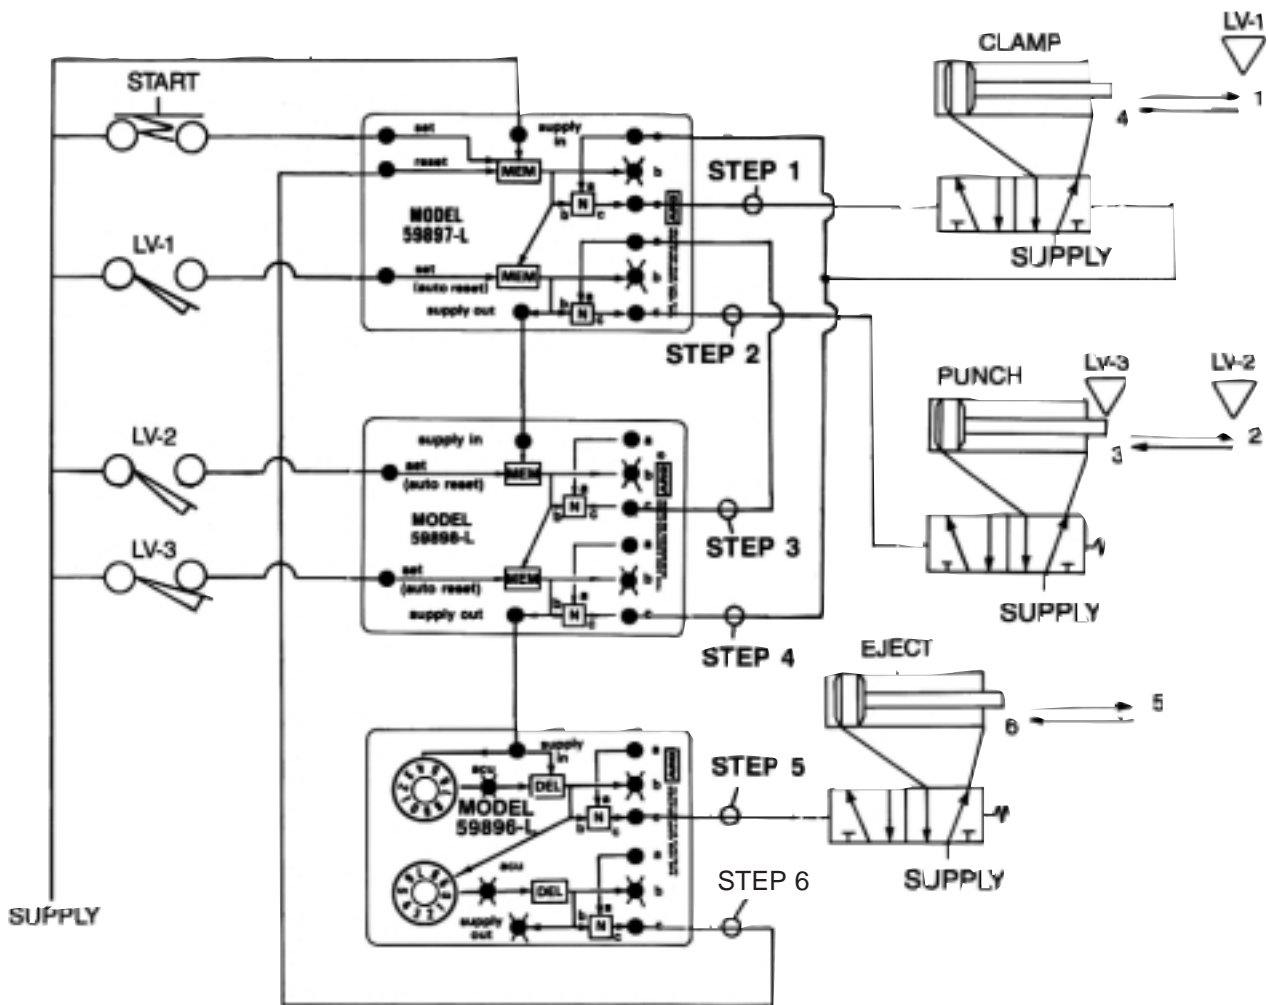 LV-1
CLAMP
START
set
supply in
reset
MEM
b
STEP 1
1
4
a
N
b
c
MODEL
59897-L
LV-1
SUPPLY
set
(auto reset)
MEM
b
a
supply out
b
N
c
c
STEP 2
PUNCH
LV-3
LV-2
2
3
LV-2
supply in
a
set
(auto reset)
MEM
b
a
b
N
c
c
MODEL
59898-L
STEP 3
LV-3
a
set
(auto reset)
MEM
b
a
supply out
b
N
c
c
STEP 4
SUPPLY
EJECT
5
6
supply in
a
acu
DEL
b
STEP 5
MODEL
59896-L
a
b
N
c
c
acu
a
DEL
b
STEP 6
SUPPLY
SUPPLY
supply out
b
a
N
c
c